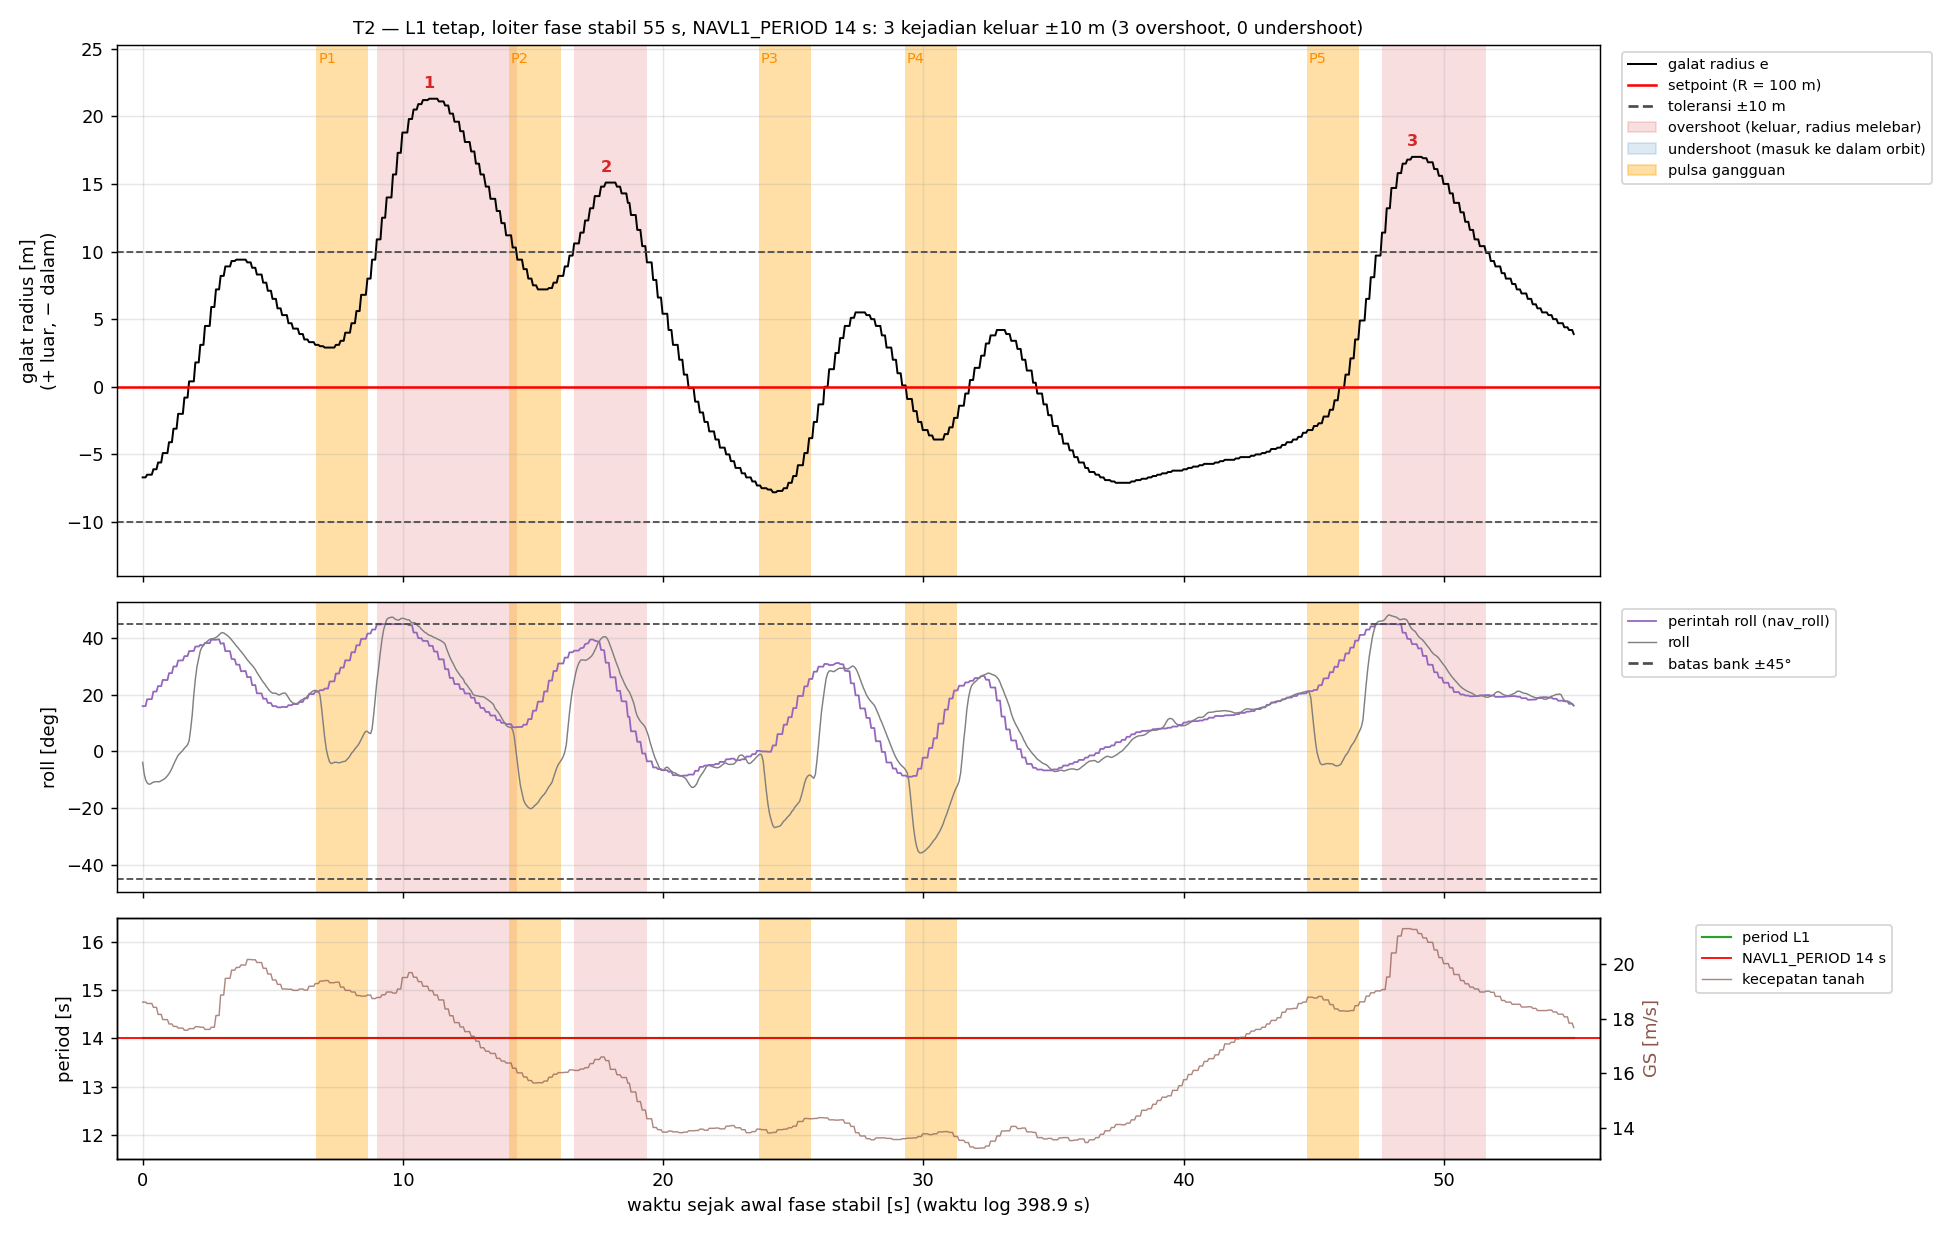 T2 — L1 tetap, loiter fase stabil 55 s, NAVL1_PERIOD 14 s: 3 kejadian keluar ±10 m (3 overshoot, 0 undershoot)
25
20
15
10
5
0
−5
−10
galat radius [m]
(+ luar, − dalam)
P1
P2
P3
P4
P5
1
2
3
galat radius e
setpoint (R = 100 m)
toleransi ±10 m
overshoot (keluar, radius melebar)
undershoot (masuk ke dalam orbit)
pulsa gangguan
40
20
0
−20
−40
roll [deg]
perintah roll (nav_roll)
roll
batas bank ±45°
16
15
14
13
12
period [s]
20
18
16
14
GS [m/s]
period L1
NAVL1_PERIOD 14 s
kecepatan tanah
0
10
20
30
40
50
waktu sejak awal fase stabil [s] (waktu log 398.9 s)